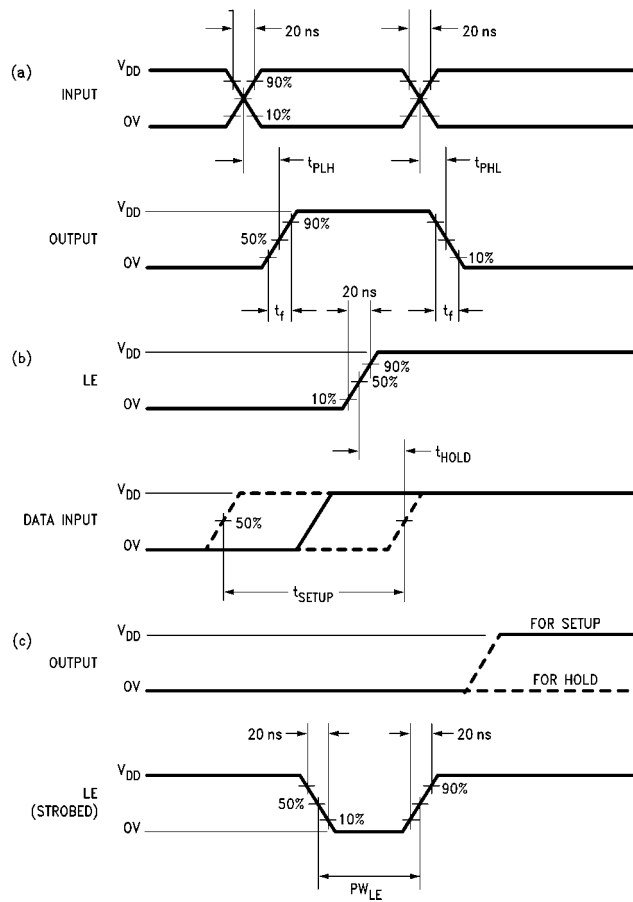 20 ns 20 ns
(a)
VDD
INPUT
90%
10%
0V
tPLH tPHL
VDD
OUTPUT
90%
50%
10%
0V
tf tf
20 ns
(b)
VDD
LE
90%
50%
10%
0V
tHOLD
VDD
DATA INPUT
50%
0V
tSETUP
(c)
VDD
FOR SETUP
OUTPUT
FOR HOLD
0V
20 ns 20 ns
VDD
LE
(STROBED)
90%
50%
10%
0V
PWLE